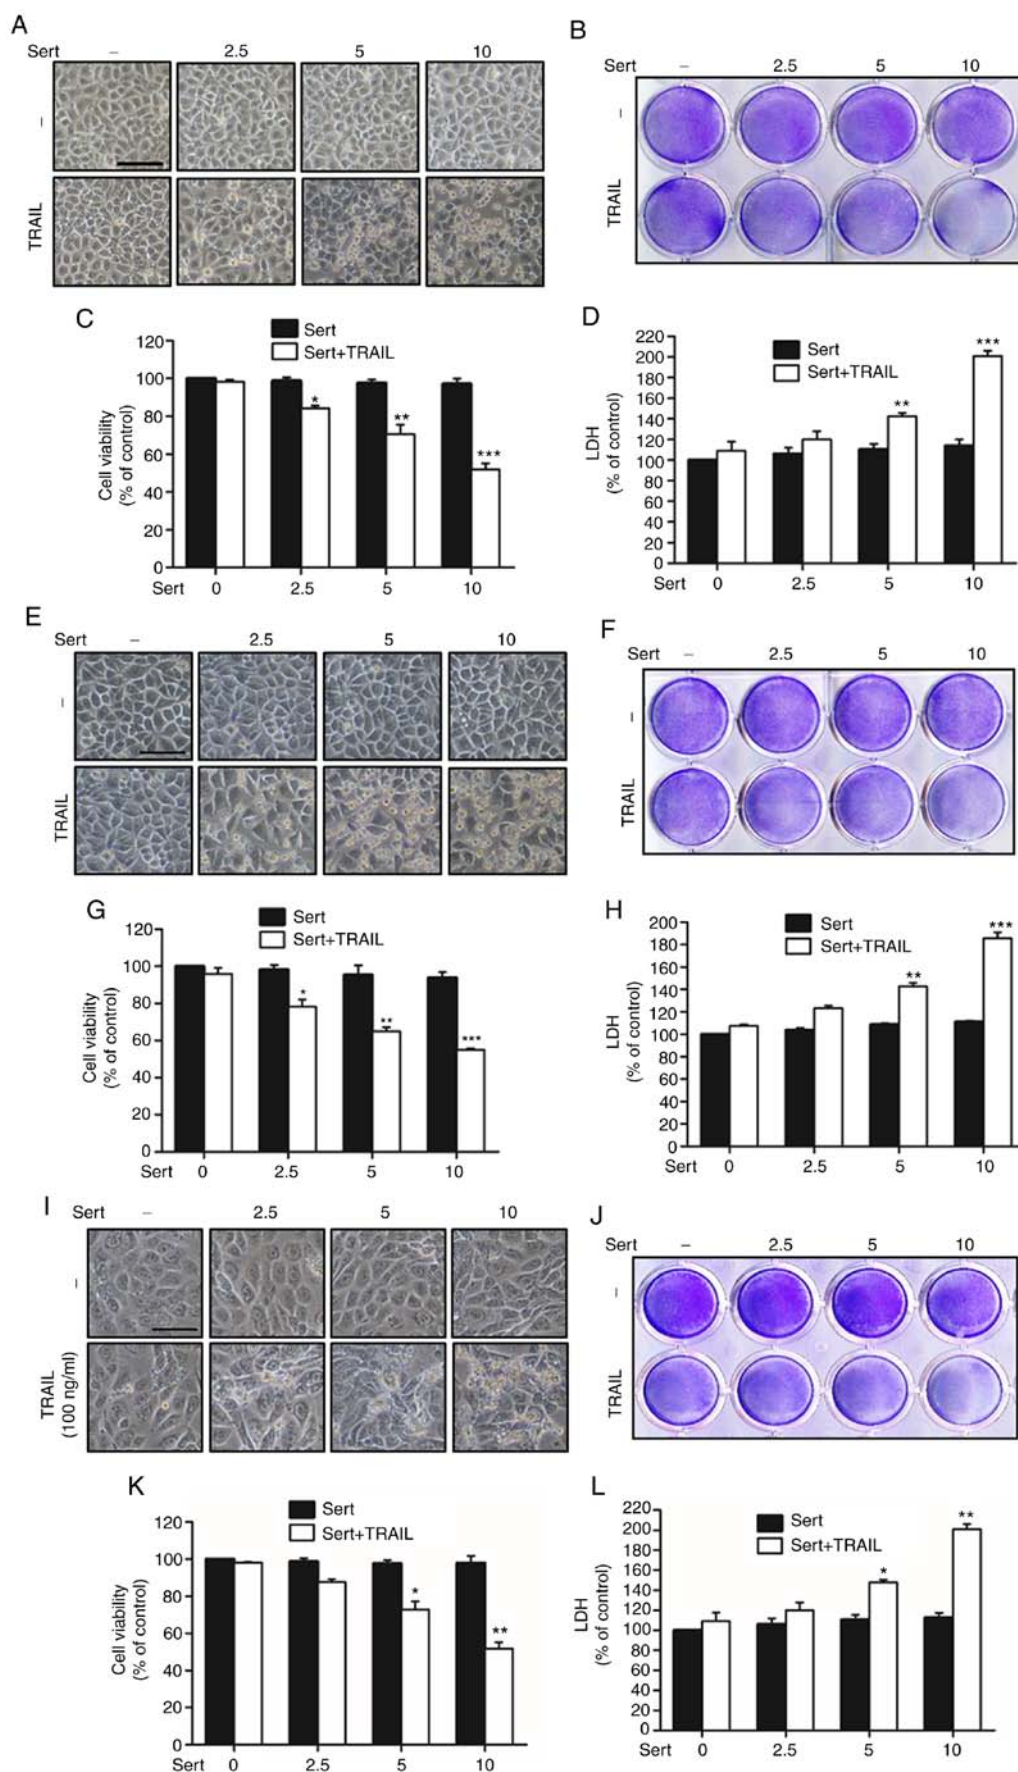 A
Sert – 2.5 5 10
–
TRAIL
B
Sert – 2.5 5 10
–
TRAIL
C
Sert
Sert+TRAIL
Cell viability
(% of control)
120
100
80
60
40
20
0
*
**
***
Sert 0 2.5 5 10
D
Sert
Sert+TRAIL
LDH
(% of control)
220
200
180
160
140
120
100
80
60
40
20
0
**
***
Sert 0 2.5 5 10
E
Sert – 2.5 5 10
–
TRAIL
F
Sert – 2.5 5 10
–
TRAIL
G
Sert
Sert+TRAIL
Cell viability
(% of control)
120
100
80
60
40
20
0
*
**
***
Sert 0 2.5 5 10
H
Sert
Sert+TRAIL
LDH
(% of control)
200
180
160
140
120
100
80
60
40
20
0
**
***
Sert 0 2.5 5 10
I
Sert – 2.5 5 10
–
TRAIL
(100 ng/ml)
J
Sert – 2.5 5 10
–
TRAIL
K
Sert
Sert+TRAIL
Cell viability
(% of control)
120
100
80
60
40
20
0
*
**
Sert 0 2.5 5 10
L
Sert
Sert+TRAIL
LDH
(% of control)
220
200
180
160
140
120
100
80
60
40
20
0
*
**
Sert 0 2.5 5 10